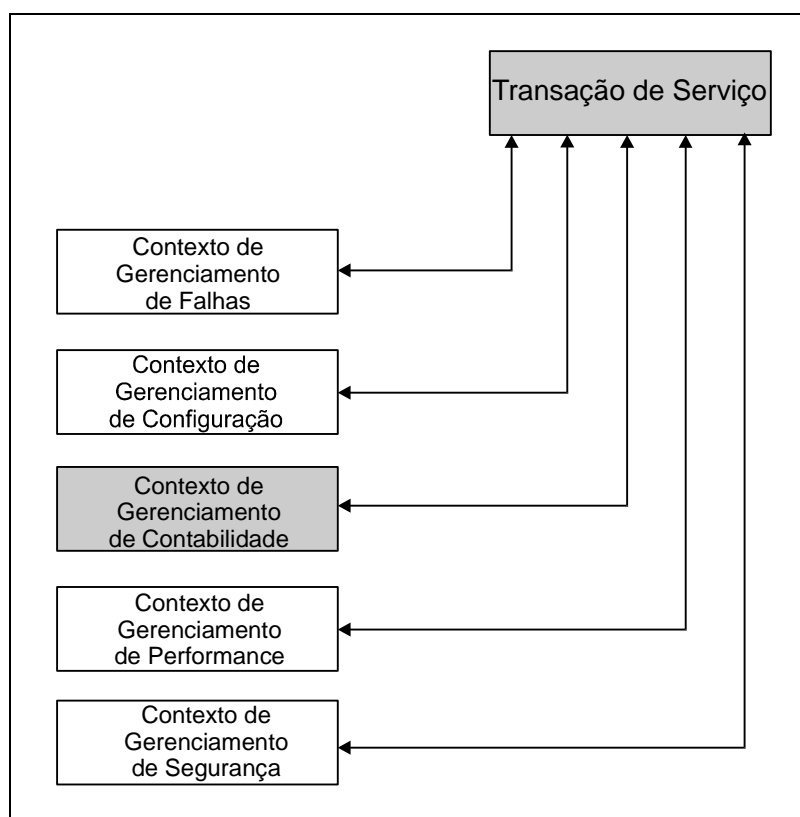 Transação de Serviço
Contexto de
Gerenciamento
de Falhas
Contexto de
Gerenciamento
de Configuração
Contexto de
Gerenciamento
de Contabilidade
Contexto de
Gerenciamento
de Performance
Contexto de
Gerenciamento
de Segurança